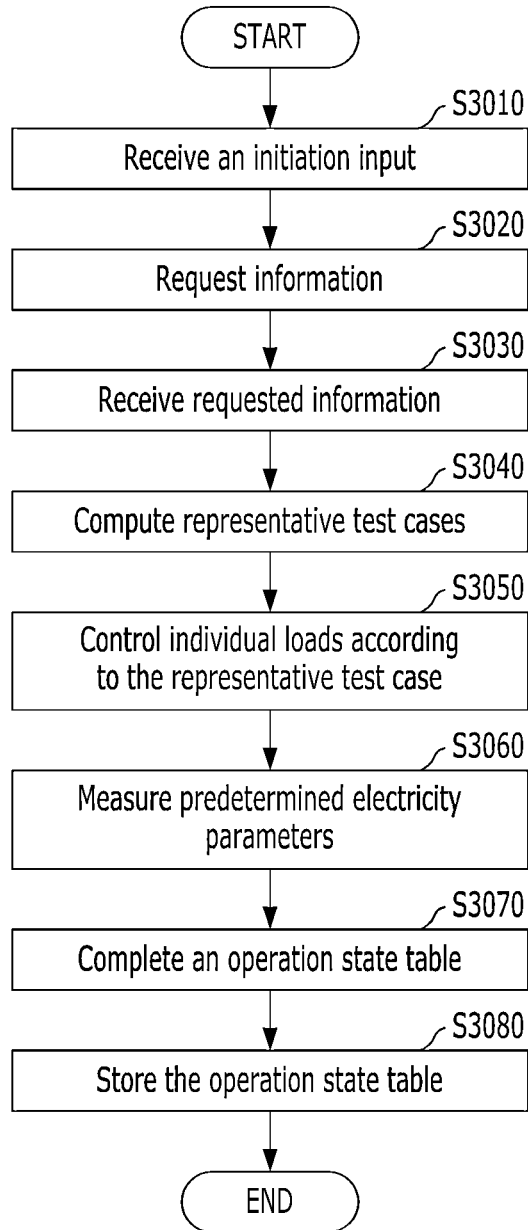 START
S3010
Receive an initiation input
S3020
Request information
S3030
Receive requested information
S3040
Compute representative test cases
S3050
Control individual loads according
to the representative test case
S3060
Measure predetermined electricity
parameters
S3070
Complete an operation state table
S3080
Store the operation state table
END